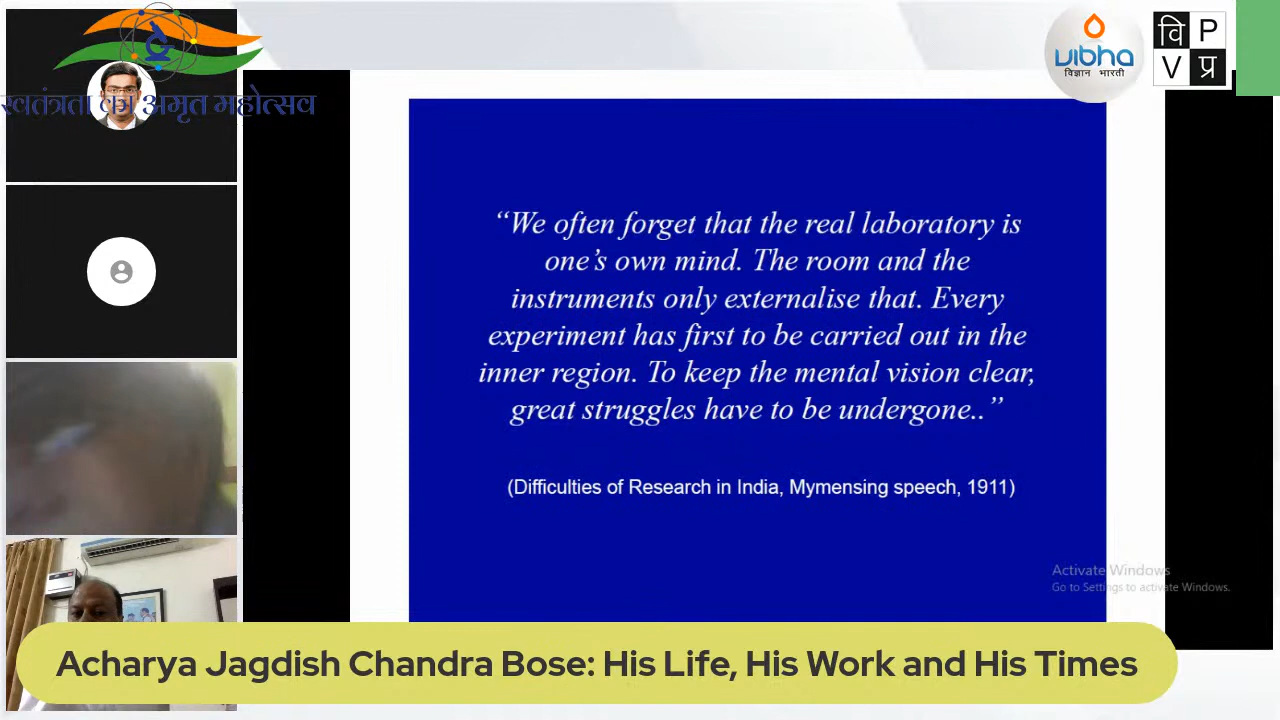 स्वतंत्रता का अमृत महोत्सव
vibha
विज्ञान भारती
वि P
V प्र
“We often forget that the real laboratory is
one’s own mind. The room and the
instruments only externalise that. Every
experiment has first to be carried out in the
inner region. To keep the mental vision clear,
great struggles have to be undergone..”
(Difficulties of Research in India, Mymensing speech, 1911)
Activate Windows
Go to Settings to activate Windows.
Acharya Jagdish Chandra Bose: His Life, His Work and His Times